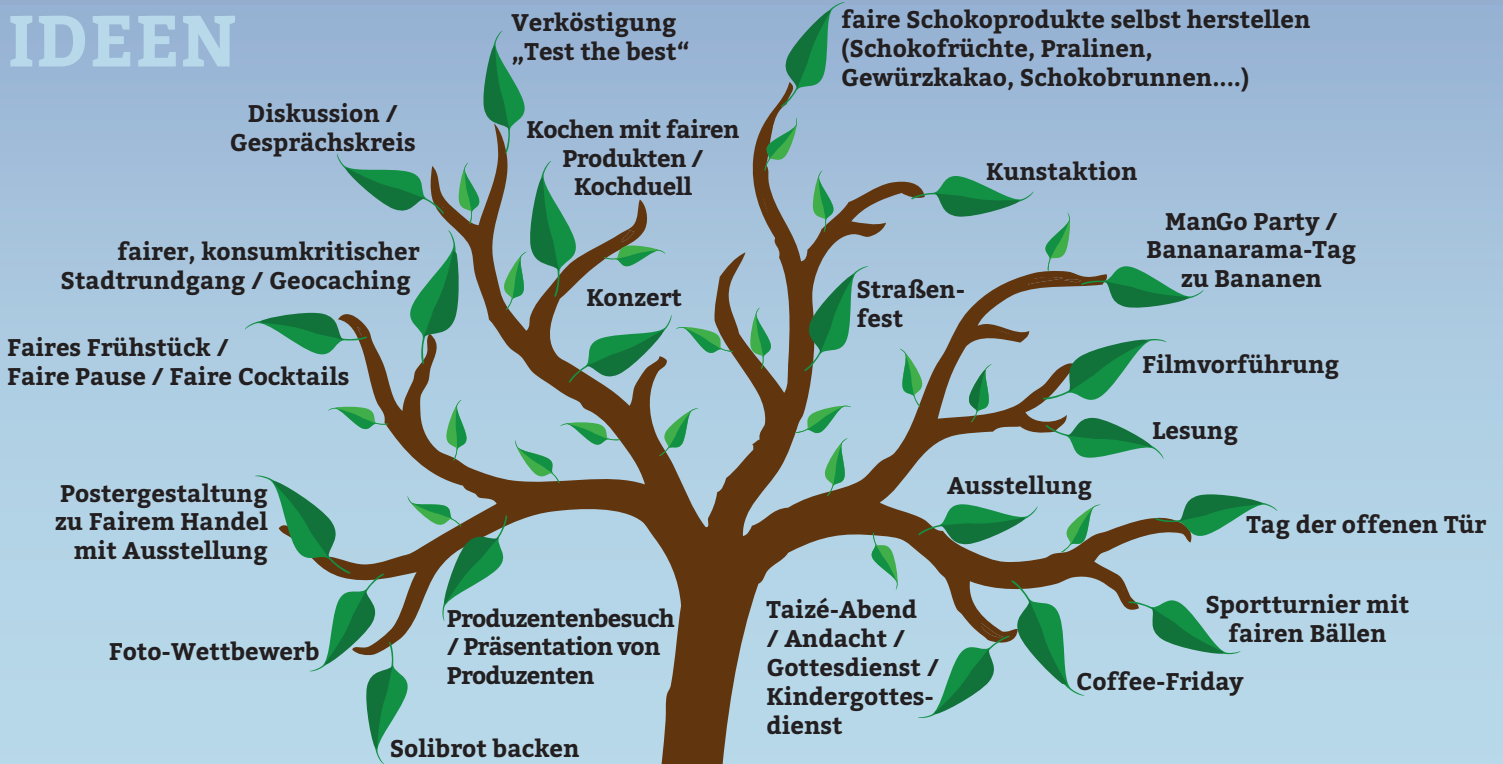 IDEEN
Verköstigung
„Test the best“
faire Schokoprodukte selbst herstellen
(Schokofrüchte, Pralinen,
Gewürzkakao, Schokobrunnen....)
Diskussion /
Gesprächskreis
Kochen mit fairen
Produkten /
Kochduell
Kunstaktion
fairer, konsumkritischer
Stadtrundgang / Geocaching
Konzert
Straßen-
fest
ManGo Party /
Bananarama-Tag
zu Bananen
Faires Frühstück /
Faire Pause / Faire Cocktails
Filmvorführung
Lesung
Postergestaltung
zu Fairem Handel
mit Ausstellung
Ausstellung
Tag der offenen Tür
Foto-Wettbewerb
Produzentenbesuch
/ Präsentation von
Produzenten
Taizé-Abend
/ Andacht /
Gottesdienst /
Kindergottes-
dienst
Sportturnier mit
fairen Bällen
Coffee-Friday
Solibrot backen